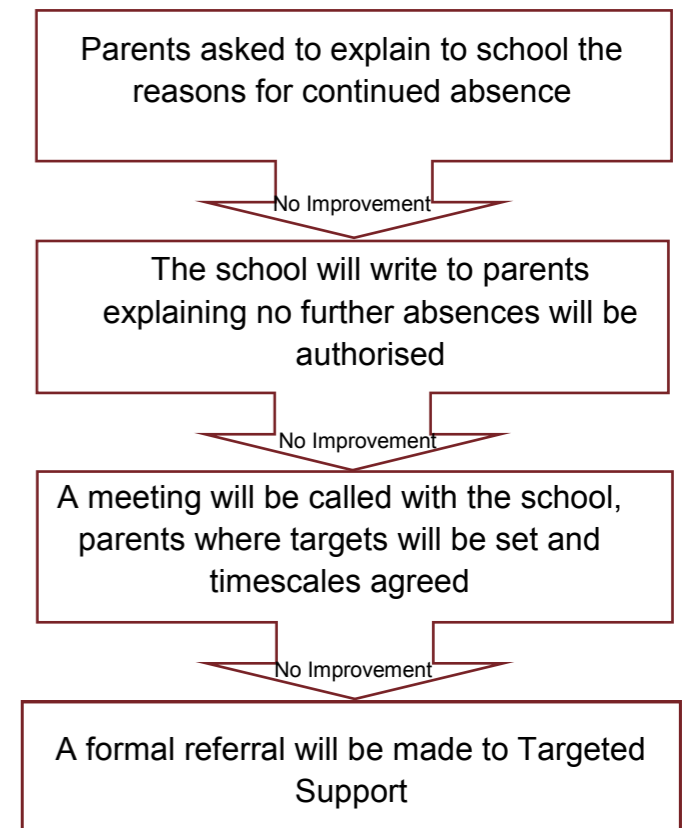 Parents asked to explain to school the
reasons for continued absence
No Improvement
The school will write to parents
explaining no further absences will be
authorised
No Improvement
A meeting will be called with the school,
parents where targets will be set and
timescales agreed
No Improvement
A formal referral will be made to Targeted
Support